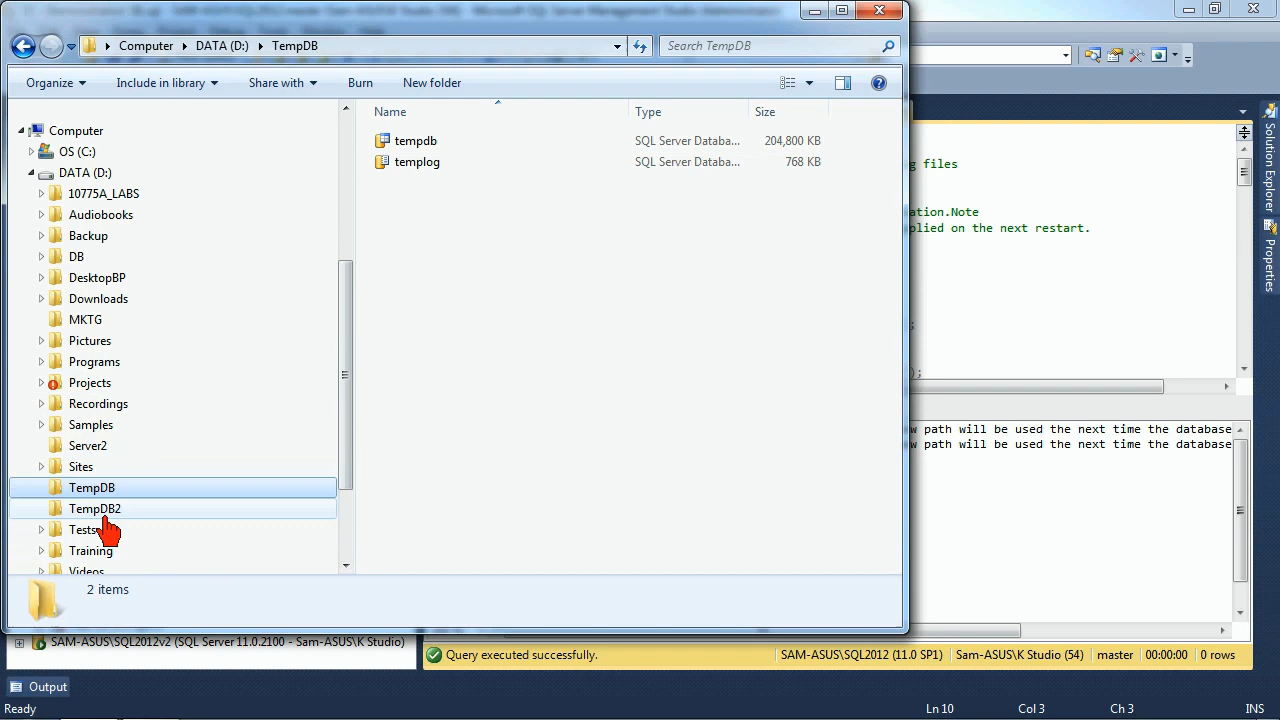 Computer
DATA (D:)
TempDB
Search TempDB
Organize
Include in library
Share with
Burn
New folder
Name
Type
Size
Computer
OS (C:)
DATA (D:)
10775A_LABS
Audiobooks
Backup
DB
DesktopBP
Downloads
MKTG
Pictures
Programs
Projects
Recordings
Samples
Server2
Sites
TempDB
TempDB2
Tests
Training
Videos
tempdb SQL Server Databa... 204,800 KB
templog SQL Server Databa... 768 KB
2 items
g files
ation.Note
plied on the next restart.
;
);
w path will be used the next time the database
w path will be used the next time the database
Solution Explorer
Properties
SAM-ASUS\SQL2012v2 (SQL Server 11.0.2100 - Sam-ASUS\K Studio)
Query executed successfully.
SAM-ASUS\SQL2012 (11.0 SP1)
Sam-ASUS\K Studio (54)
master
00:00:00
0 rows
Output
Ready
Ln 10
Col 3
Ch 3
INS